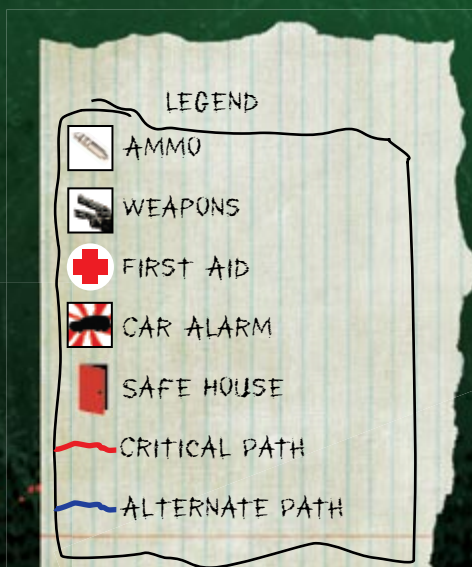 LEGEND
AMMO
WEAPONS
FIRST AID
CAR ALARM
SAFE HOUSE
CRITICAL PATH
ALTERNATE PATH